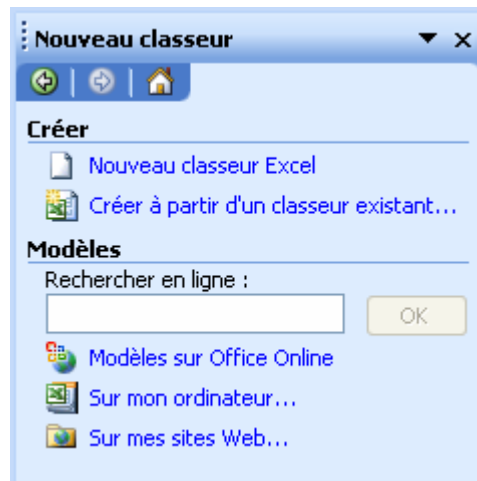 Nouveau classeur
Créer
Nouveau classeur Excel
Créer à partir d'un classeur existant...
Modèles
Rechercher en ligne :
OK
Modèles sur Office Online
Sur mon ordinateur...
Sur mes sites Web...